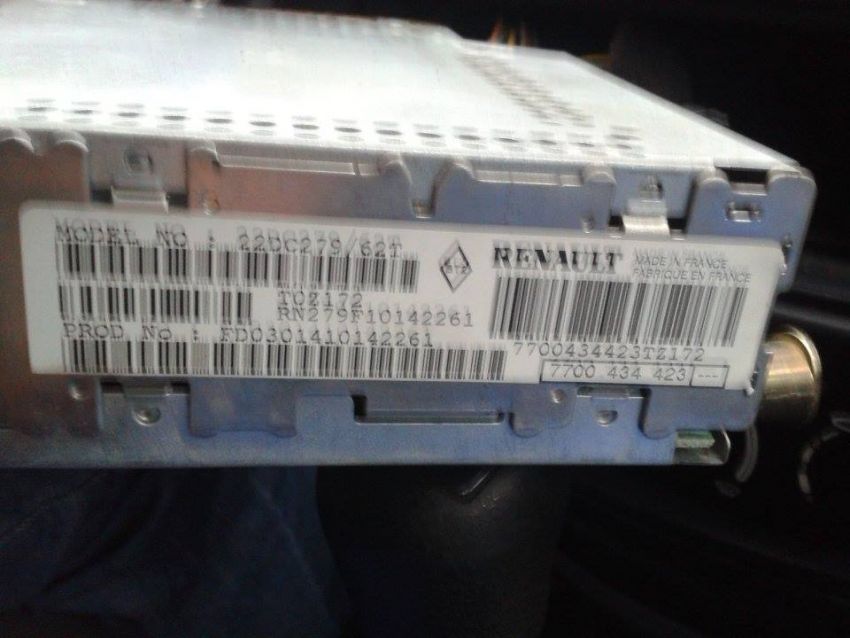 MODEL NO : 22DC279/62T
TOZ172
RN279F10142261
PROD NO : FD0301410142261
RENAULT
MADE IN FRANCE
FABRIQUE EN FRANCE
7700434423TZ172
7700 434 423 ---